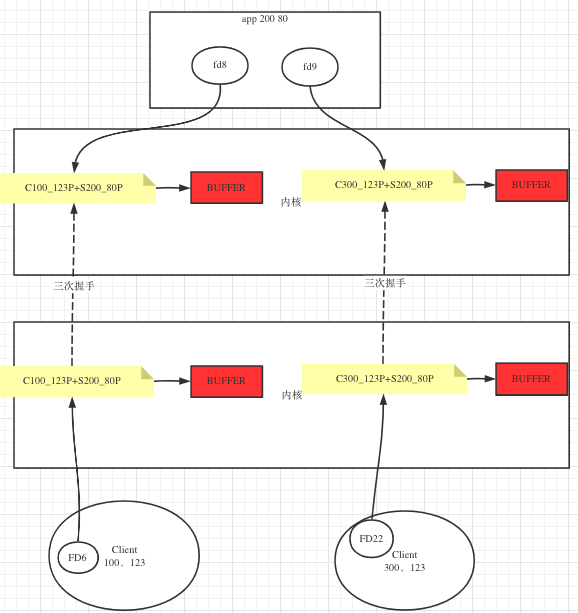 app 200 80
fd8
fd9
C100_123P+S200_80P
BUFFER
内核
C300_123P+S200_80P
BUFFER
三次握手
三次握手
C100_123P+S200_80P
BUFFER
内核
C300_123P+S200_80P
BUFFER
FD6
Client
100，123
FD22
Client
300，123